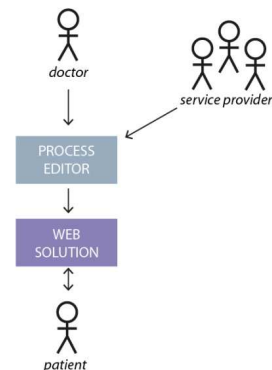 doctor
service provider
PROCESS
EDITOR
WEB
SOLUTION
patient